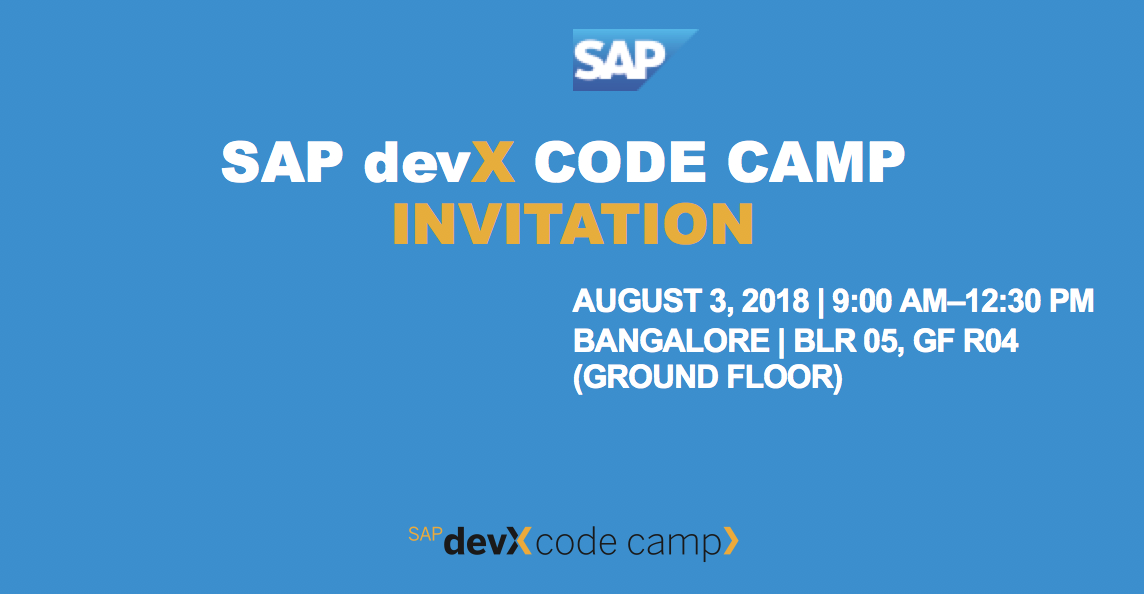 SAP
SAP devX CODE CAMP
INVITATION
AUGUST 3, 2018 | 9:00 AM–12:30 PM
BANGALORE | BLR 05, GF R04
(GROUND FLOOR)
SAP devX code camp